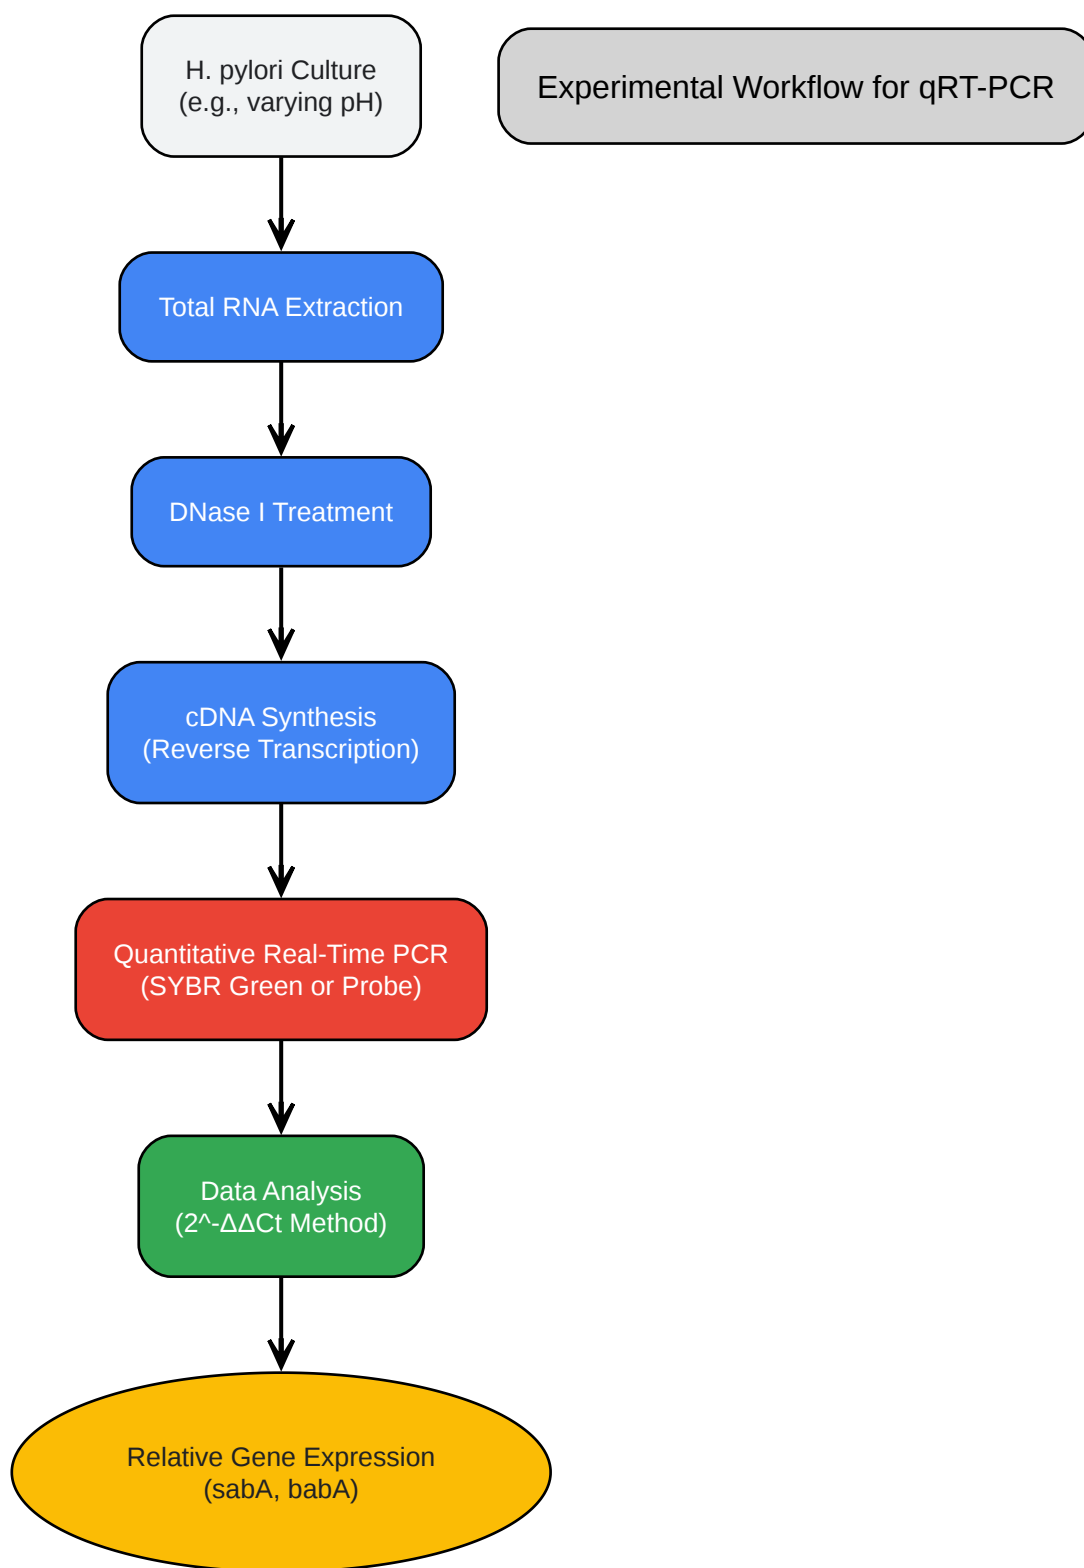 H. pylori Culture
(e.g., varying pH)
Experimental Workflow for qRT-PCR
Total RNA Extraction
DNase I Treatment
cDNA Synthesis
(Reverse Transcription)
Quantitative Real-Time PCR
(SYBR Green or Probe)
Data Analysis
(2^-ΔΔCt Method)
Relative Gene Expression
(sabA, babA)